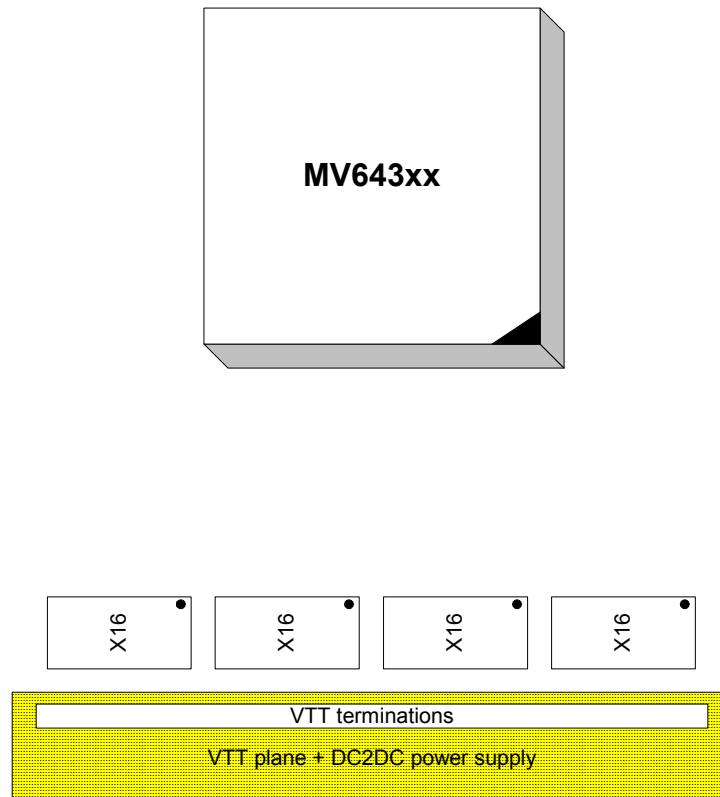 MV643xx
X16
X16
X16
X16
VTT terminations
VTT plane + DC2DC power supply